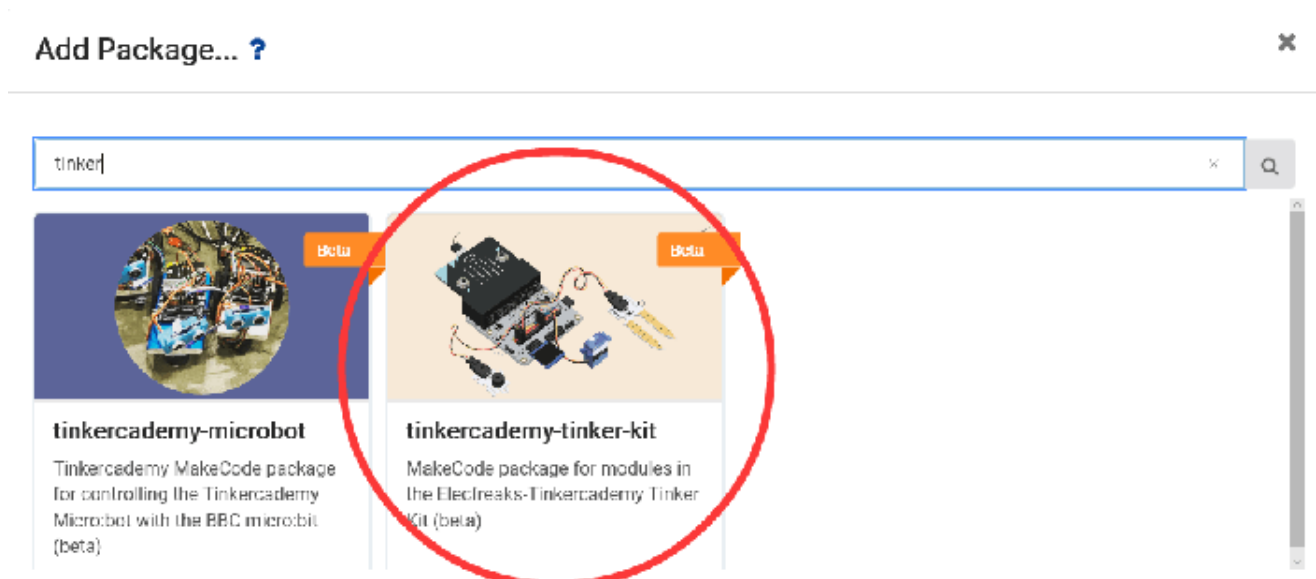 Add Package... ?
tinker
Beta
Beta
tinkercademy-microbot
Tinkercademy MakeCode package
for controlling the Tinkercademy
Micro:bot with the BBC micro:bit
(beta)
tinkercademy-tinker-kit
MakeCode package for modules in
the Elecfreaks-Tinkercademy Tinker
Kit (beta)